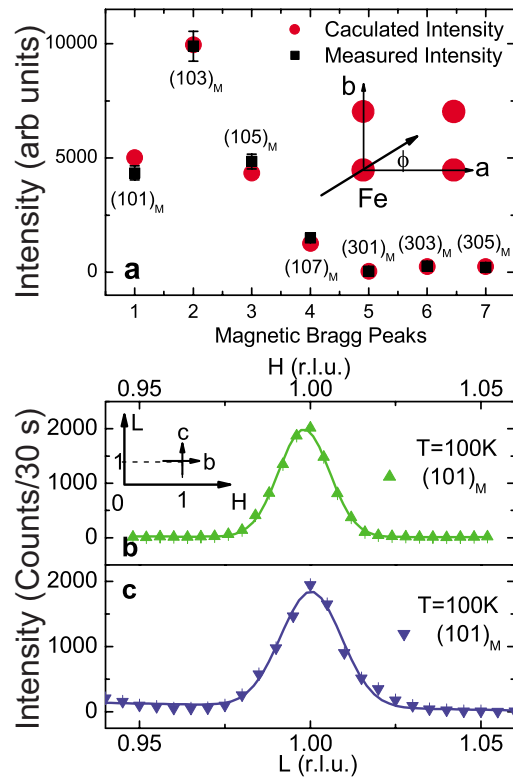 10000
5000
0
Intensity (arb units)
Caculated Intensity
Measured Intensity
(101)M
(103)M
(105)M
(107)M
(301)M
(303)M
(305)M
b
ϕ
a
Fe
a
1 2 3 4 5 6 7
Magnetic Bragg Peaks
H (r.l.u.)
0.95 1.00 1.05
2000
1000
0
L
c
1
b
0
1
H
T=100K
(101)M
b
Intensity (Counts/30 s)
c
2000
1000
0
T=100K
(101)M
0.95 1.00 1.05
L (r.l.u.)